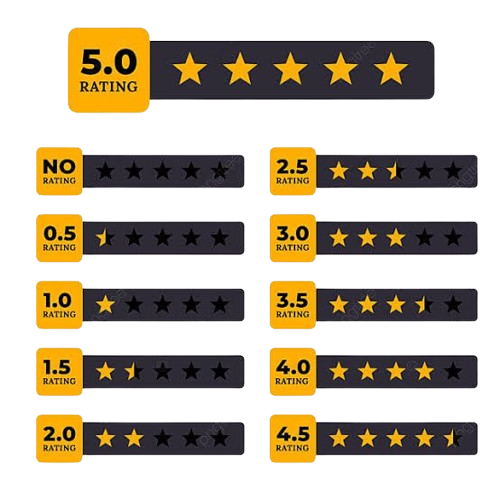 5.0
RATING
NO
RATING
2.5
RATING
0.5
RATING
3.0
RATING
1.0
RATING
3.5
RATING
1.5
RATING
4.0
RATING
2.0
RATING
4.5
RATING